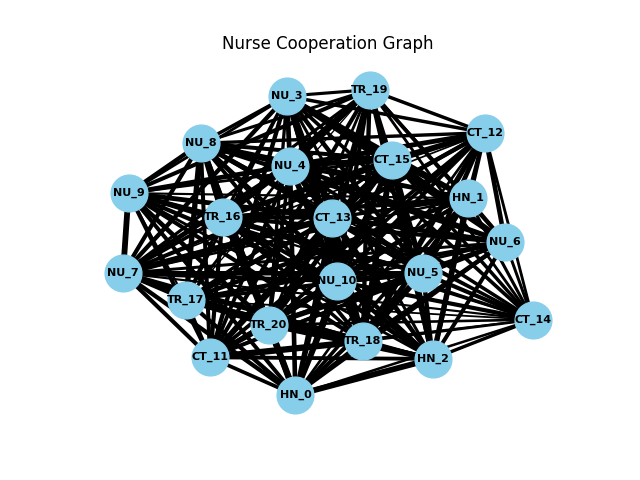 Nurse Cooperation Graph
TR_19
NU_3
CT_12
NU_8
CT_15
NU_4
NU_9
HN_1
TR_16
CT_13
NU_6
NU_7
NU_5
NU_10
TR_17
CT_14
TR_20
TR_18
CT_11
HN_2
HN_0